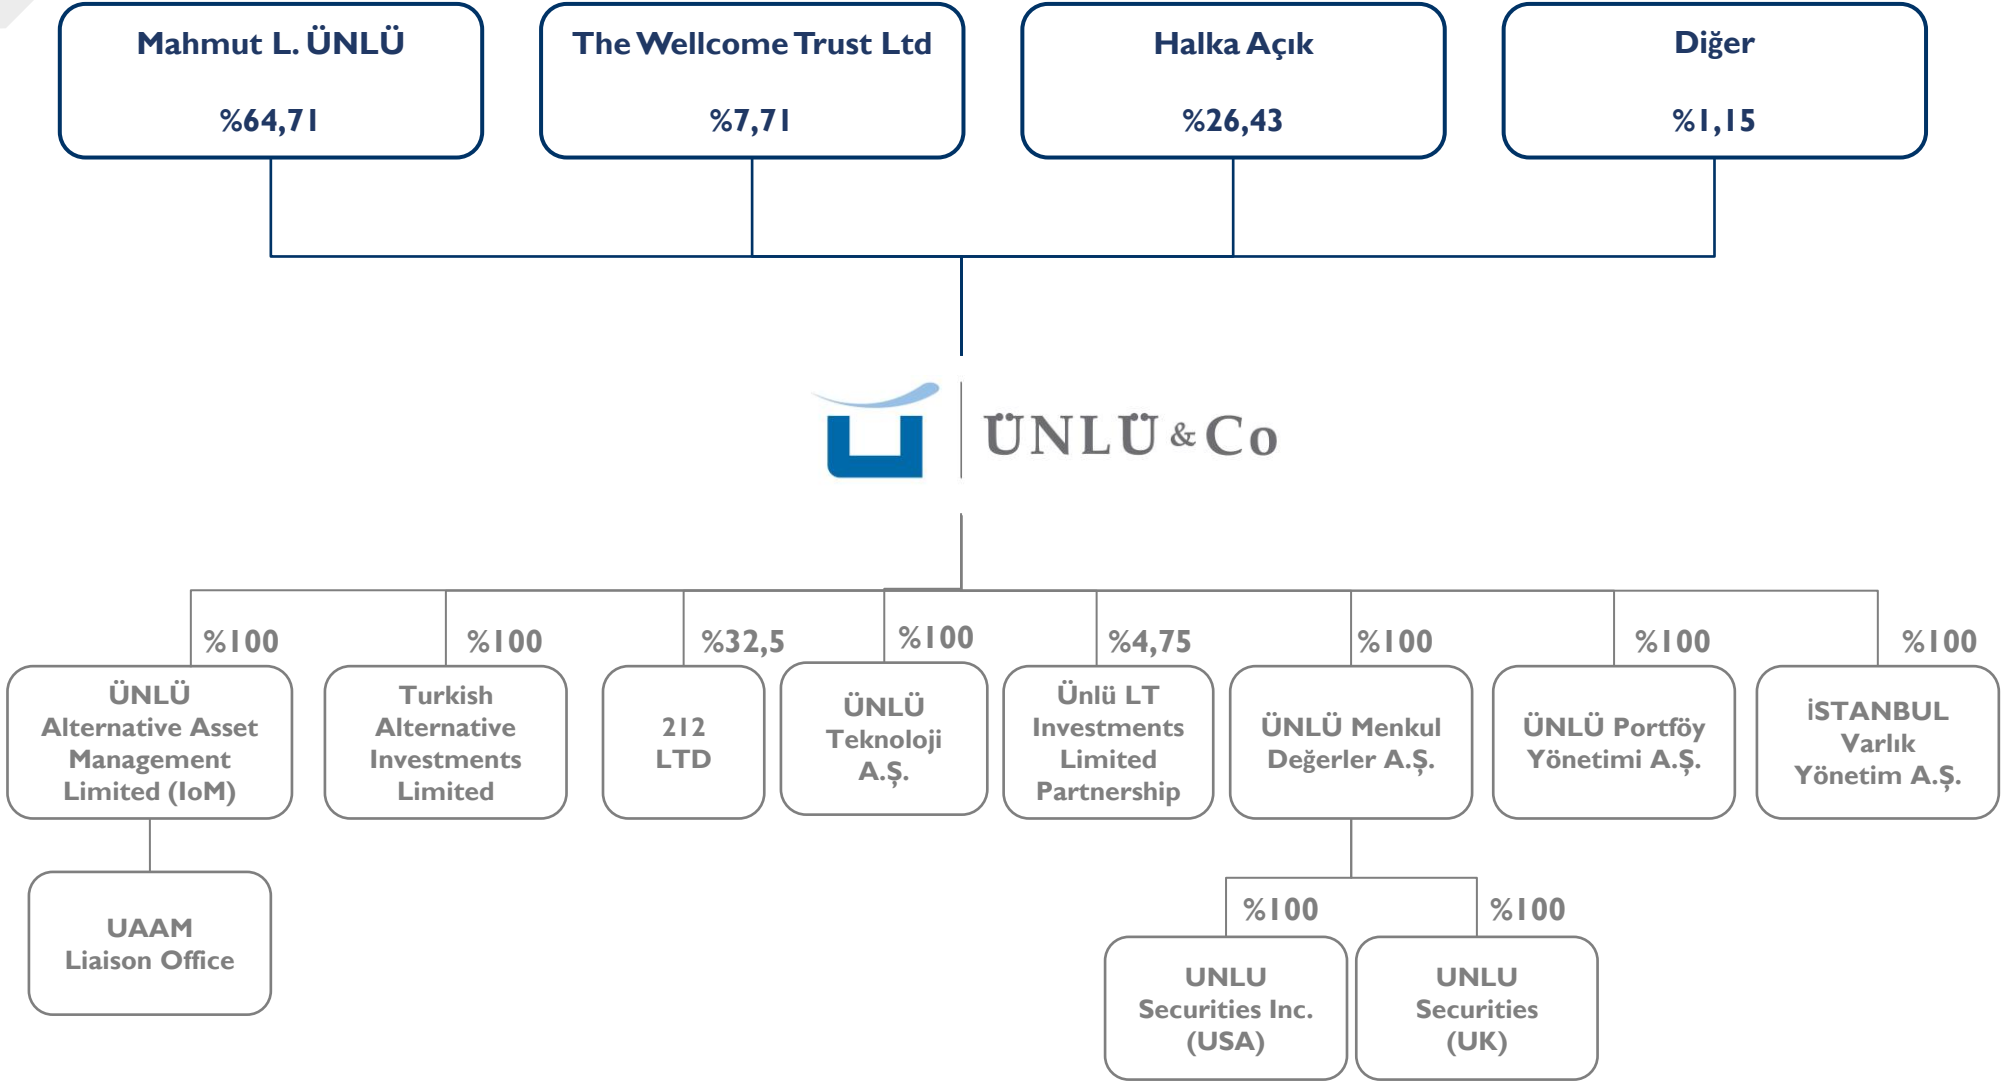 Mahmut L. ÜNLÜ
%64,71
The Wellcome Trust Ltd
%7,71
Halka Açık
%26,43
Diğer
%1,15
ÜNLÜ & Co
%100
ÜNLÜ
Alternative Asset
Management
Limited (IoM)
%100
Turkish
Alternative
Investments
Limited
%32,5
212
LTD
%100
ÜNLÜ
Teknoloji
A.Ş.
%4,75
Ünlü LT
Investments
Limited
Partnership
%100
ÜNLÜ Menkul
Değerler A.Ş.
%100
ÜNLÜ Portföy
Yönetimi A.Ş.
%100
İSTANBUL
Varlık
Yönetim A.Ş.
UAAM
Liaison Office
%100
UNLU
Securities Inc.
(USA)
%100
UNLU
Securities
(UK)